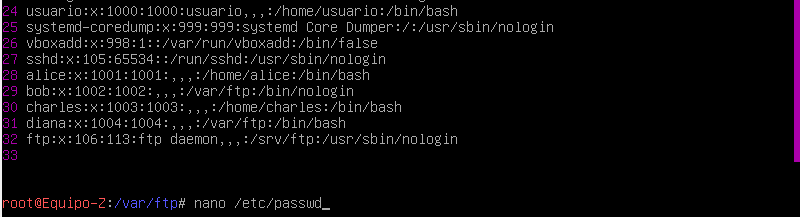 24 usuario:x:1000:1000:usuario,,,:/home/usuario:/bin/bash
25 systemd-coredump:x:999:999:systemd Core Dumper:/:/usr/sbin/nologin
26 vboxadd:x:998:1::/var/run/vboxadd:/bin/false
27 sshd:x:105:65534::/run/sshd:/usr/sbin/nologin
28 alice:x:1001:1001:,,,:/home/alice:/bin/bash
29 bob:x:1002:1002:,,,:/var/ftp:/bin/nologin
30 charles:x:1003:1003:,,,:/home/charles:/bin/bash
31 diana:x:1004:1004:,,,:/var/ftp:/bin/bash
32 ftp:x:106:113:ftp daemon,,,:/srv/ftp:/usr/sbin/nologin
33
root@Equipo-Z:/var/ftp# nano /etc/passwd_